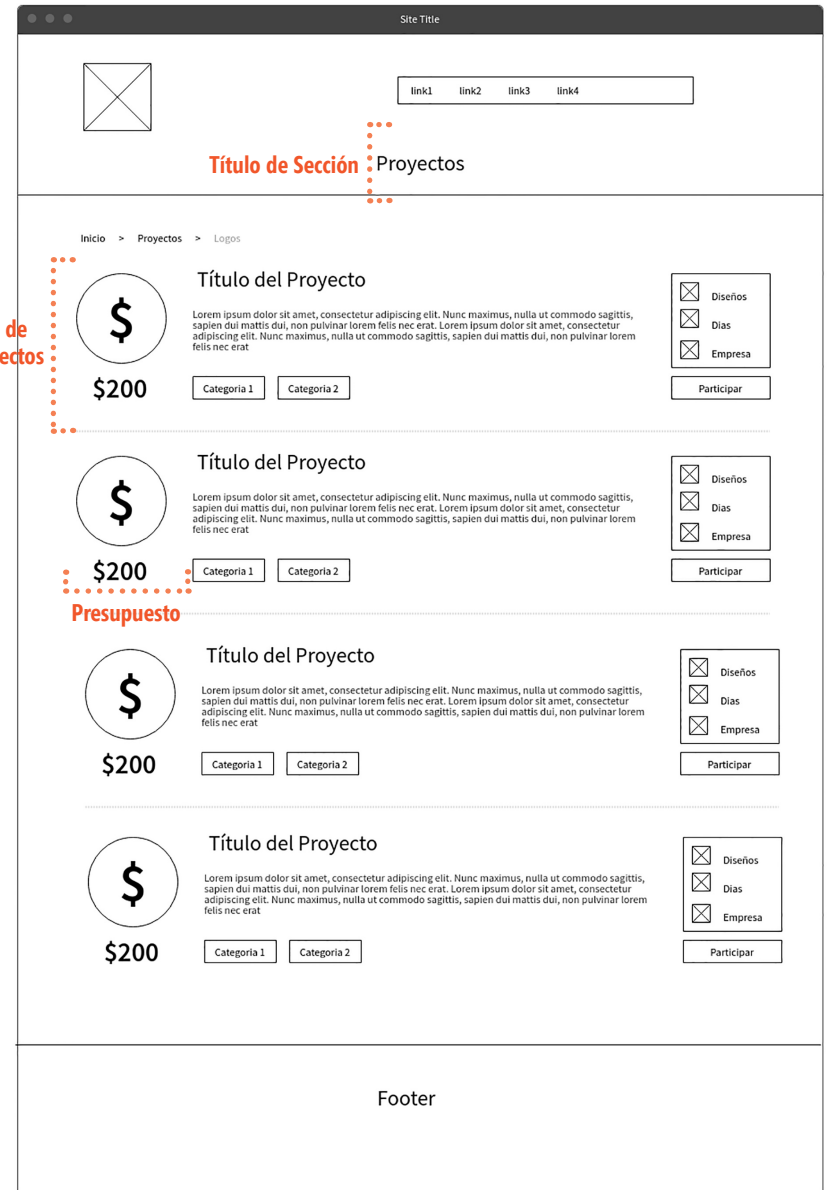 Site Title
link1 link2 link3 link4
Título de Sección
Proyectos
Inicio > Proyectos > Logos
de
ectos
$
$200
Título del Proyecto
Lorem ipsum dolor sit amet, consectetur adipiscing elit. Nunc maximus, nulla ut commodo sagittis,
sapien dui mattis dui, non pulvinar lorem felis nec erat. Lorem ipsum dolor sit amet, consectetur
adipiscing elit. Nunc maximus, nulla ut commodo sagittis, sapien dui mattis dui, non pulvinar lorem
felis nec erat
Categoria 1 Categoria 2
Diseños
Dias
Empresa
Participar
$
$200
Presupuesto
Título del Proyecto
Lorem ipsum dolor sit amet, consectetur adipiscing elit. Nunc maximus, nulla ut commodo sagittis,
sapien dui mattis dui, non pulvinar lorem felis nec erat. Lorem ipsum dolor sit amet, consectetur
adipiscing elit. Nunc maximus, nulla ut commodo sagittis, sapien dui mattis dui, non pulvinar lorem
felis nec erat
Categoria 1 Categoria 2
Diseños
Dias
Empresa
Participar
$
$200
Título del Proyecto
Lorem ipsum dolor sit amet, consectetur adipiscing elit. Nunc maximus, nulla ut commodo sagittis,
sapien dui mattis dui, non pulvinar lorem felis nec erat. Lorem ipsum dolor sit amet, consectetur
adipiscing elit. Nunc maximus, nulla ut commodo sagittis, sapien dui mattis dui, non pulvinar lorem
felis nec erat
Categoria 1 Categoria 2
Diseños
Dias
Empresa
Participar
$
$200
Título del Proyecto
Lorem ipsum dolor sit amet, consectetur adipiscing elit. Nunc maximus, nulla ut commodo sagittis,
sapien dui mattis dui, non pulvinar lorem felis nec erat. Lorem ipsum dolor sit amet, consectetur
adipiscing elit. Nunc maximus, nulla ut commodo sagittis, sapien dui mattis dui, non pulvinar lorem
felis nec erat
Categoria 1 Categoria 2
Diseños
Dias
Empresa
Participar
Footer